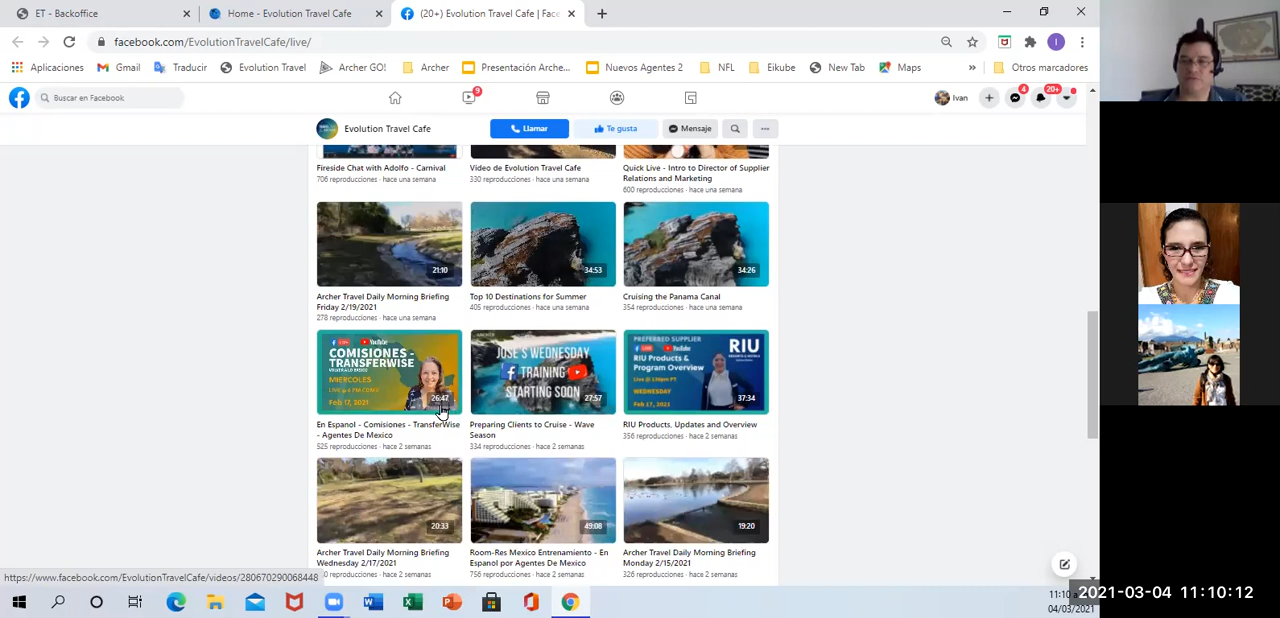 ET - Backoffice
Home - Evolution Travel Cafe
(20+) Evolution Travel Cafe | Face
facebook.com/EvolutionTravelCafe/live/
I
Aplicaciones
Gmail
Traducir
Evolution Travel
Archer GO!
Archer
Presentación Arche...
Nuevos Agentes 2
NFL
Eikube
New Tab
Maps
»
Otros marcadores
Buscar en Facebook
9
Ivan
4
20+
Evolution Travel Cafe
Llamar
Te gusta
Mensaje
Fireside Chat with Adolfo - Carnival
706 reproducciones · hace una semana
Video de Evolution Travel Cafe
330 reproducciones · hace una semana
Quick Live - Intro to Director of Supplier
Relations and Marketing
600 reproducciones · hace una semana
21:10
34:53
34:26
Archer Travel Daily Morning Briefing
Friday 2/19/2021
278 reproducciones · hace una semana
Top 10 Destinations for Summer
405 reproducciones · hace una semana
Cruising the Panama Canal
354 reproducciones · hace una semana
YouTube
COMISIONES -
TRANSFERWISE
MIERCOLES
Feb 17, 2021
26:47
JOSE'S WEDNESDAY
TRAINING
STARTING SOON
27:57
PREFERRED SUPPLIER
YouTube
RIU
RIU Products &
Program Overview
WEDNESDAY
37:34
En Espanol - Comisiones - TransferWise
- Agentes De Mexico
525 reproducciones · hace 2 semanas
Preparing Clients to Cruise - Wave
Season
334 reproducciones · hace 2 semanas
RIU Products, Updates and Overview
356 reproducciones · hace 2 semanas
20:33
49:08
19:20
Archer Travel Daily Morning Briefing
Wednesday 2/17/2021
reproducciones · hace 2 semanas
Room-Res Mexico Entrenamiento - En
Espanol por Agentes De Mexico
756 reproducciones · hace 2 semanas
Archer Travel Daily Morning Briefing
Monday 2/15/2021
326 reproducciones · hace 2 semanas
https://www.facebook.com/EvolutionTravelCafe/videos/280670290068448
11:10 a
04/03/2021
2021-03-04 11:10:12